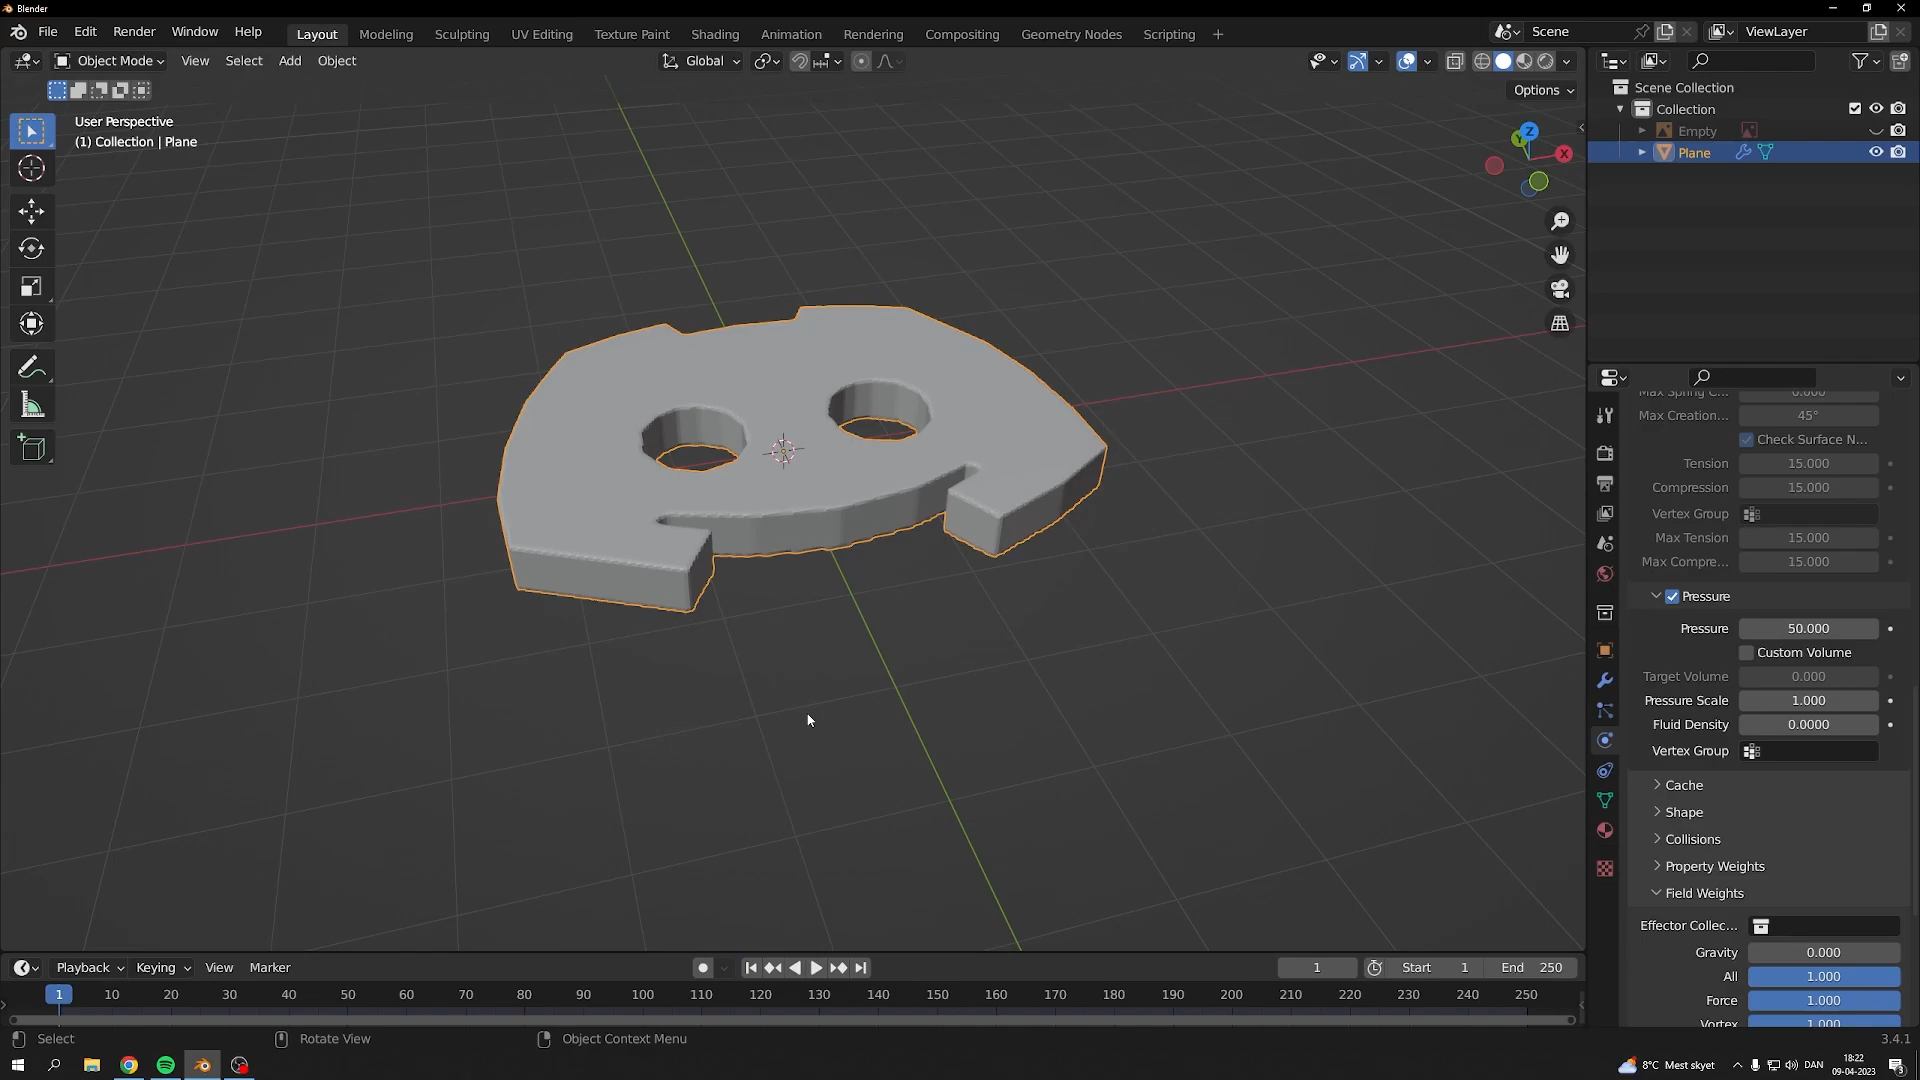 Blender
File Edit Render Window Help
Layout Modeling Sculpting UV Editing Texture Paint Shading Animation Rendering Compositing Geometry Nodes Scripting
Scene
ViewLayer
Object Mode View Select Add Object
Global
Options
User Perspective
(1) Collection | Plane
Z
Y
X
Scene Collection
Collection
Empty
Plane
Max Creation... 45°
Check Surface N...
Tension 15.000
Compression 15.000
Vertex Group
Max Tension 15.000
Max Compre... 15.000
Pressure
Pressure 50.000
Custom Volume
Target Volume 0.000
Pressure Scale 1.000
Fluid Density 0.0000
Vertex Group
Cache
Shape
Collisions
Property Weights
Field Weights
Effector Collec...
Gravity 0.000
All 1.000
Force 1.000
Vortex 1.000
Playback Keying View Marker
1 Start 1 End 250
1 10 20 30 40 50 60 70 80 90 100 110 120 130 140 150 160 170 180 190 200 210 220 230 240 250
Select Rotate View Object Context Menu
3.4.1
8°C Mest skyet
DAN
18:22
09-04-2023
3